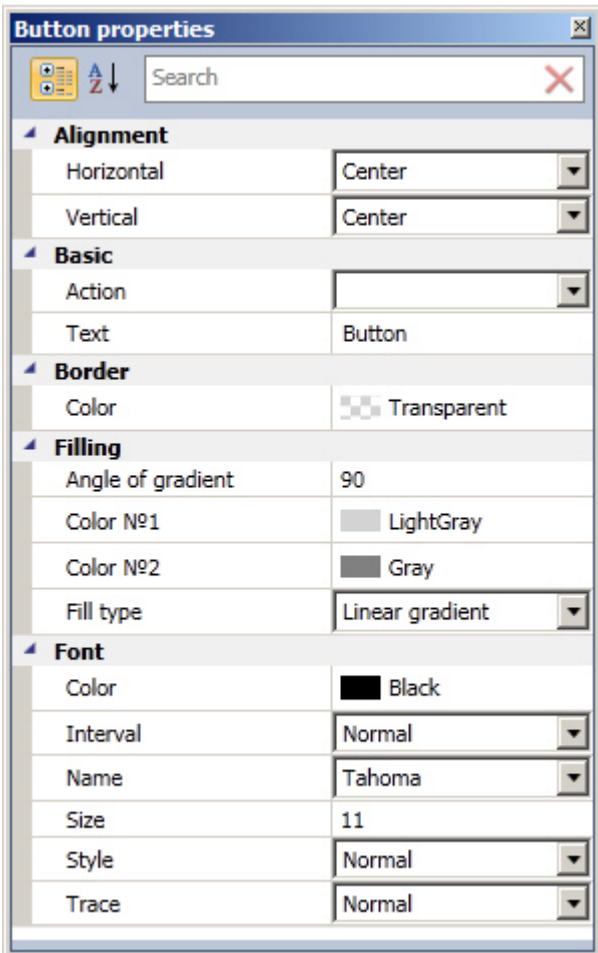 Button properties
A Z Search
Alignment
Horizontal Center
Vertical Center
Basic
Action
Text Button
Border
Color Transparent
Filling
Angle of gradient 90
Color №1 LightGray
Color №2 Gray
Fill type Linear gradient
Font
Color Black
Interval Normal
Name Tahoma
Size 11
Style Normal
Trace Normal